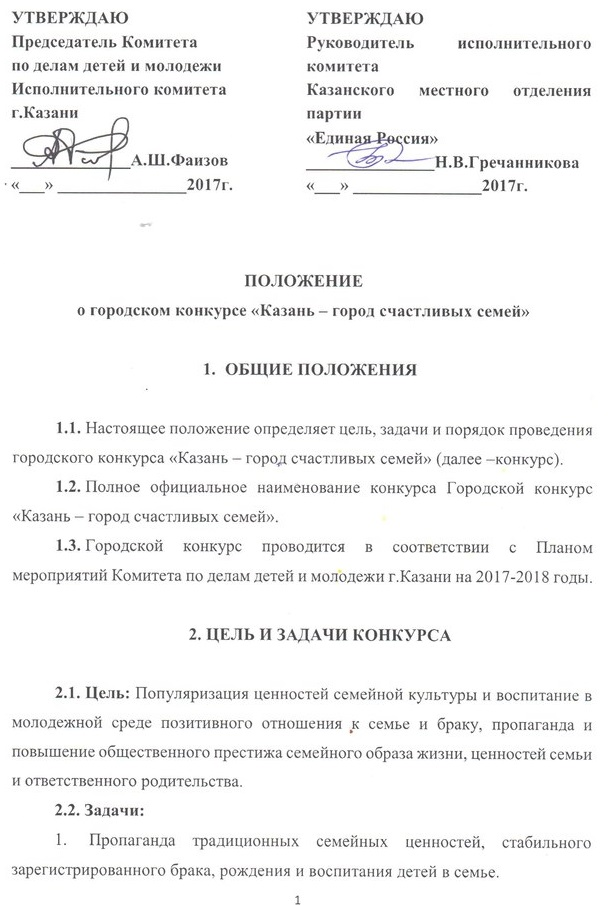 УТВЕРЖДАЮ
Председатель Комитета
по делам детей и молодежи
Исполнительного комитета
г.Казани
______________А.Ш.Фаизов
«___» _______________2017г.
УТВЕРЖДАЮ
Руководитель исполнительного
комитета
Казанского местного отделения
партии
«Единая Россия»
_______________Н.В.Гречанникова
«___» _______________2017г.
ПОЛОЖЕНИЕ
о городском конкурсе «Казань – город счастливых семей»
1. ОБЩИЕ ПОЛОЖЕНИЯ
1.1. Настоящее положение определяет цель, задачи и порядок проведения
городского конкурса «Казань – город счастливых семей» (далее –конкурс).
1.2. Полное официальное наименование конкурса Городской конкурс
«Казань – город счастливых семей».
1.3. Городской конкурс проводится в соответствии с Планом
мероприятий Комитета по делам детей и молодежи г.Казани на 2017-2018 годы.
2. ЦЕЛЬ И ЗАДАЧИ КОНКУРСА
2.1. Цель: Популяризация ценностей семейной культуры и воспитание в
молодежной среде позитивного отношения к семье и браку, пропаганда и
повышение общественного престижа семейного образа жизни, ценностей семьи
и ответственного родительства.
2.2. Задачи:
1. Пропаганда традиционных семейных ценностей, стабильного
зарегистрированного брака, рождения и воспитания детей в семье.
1